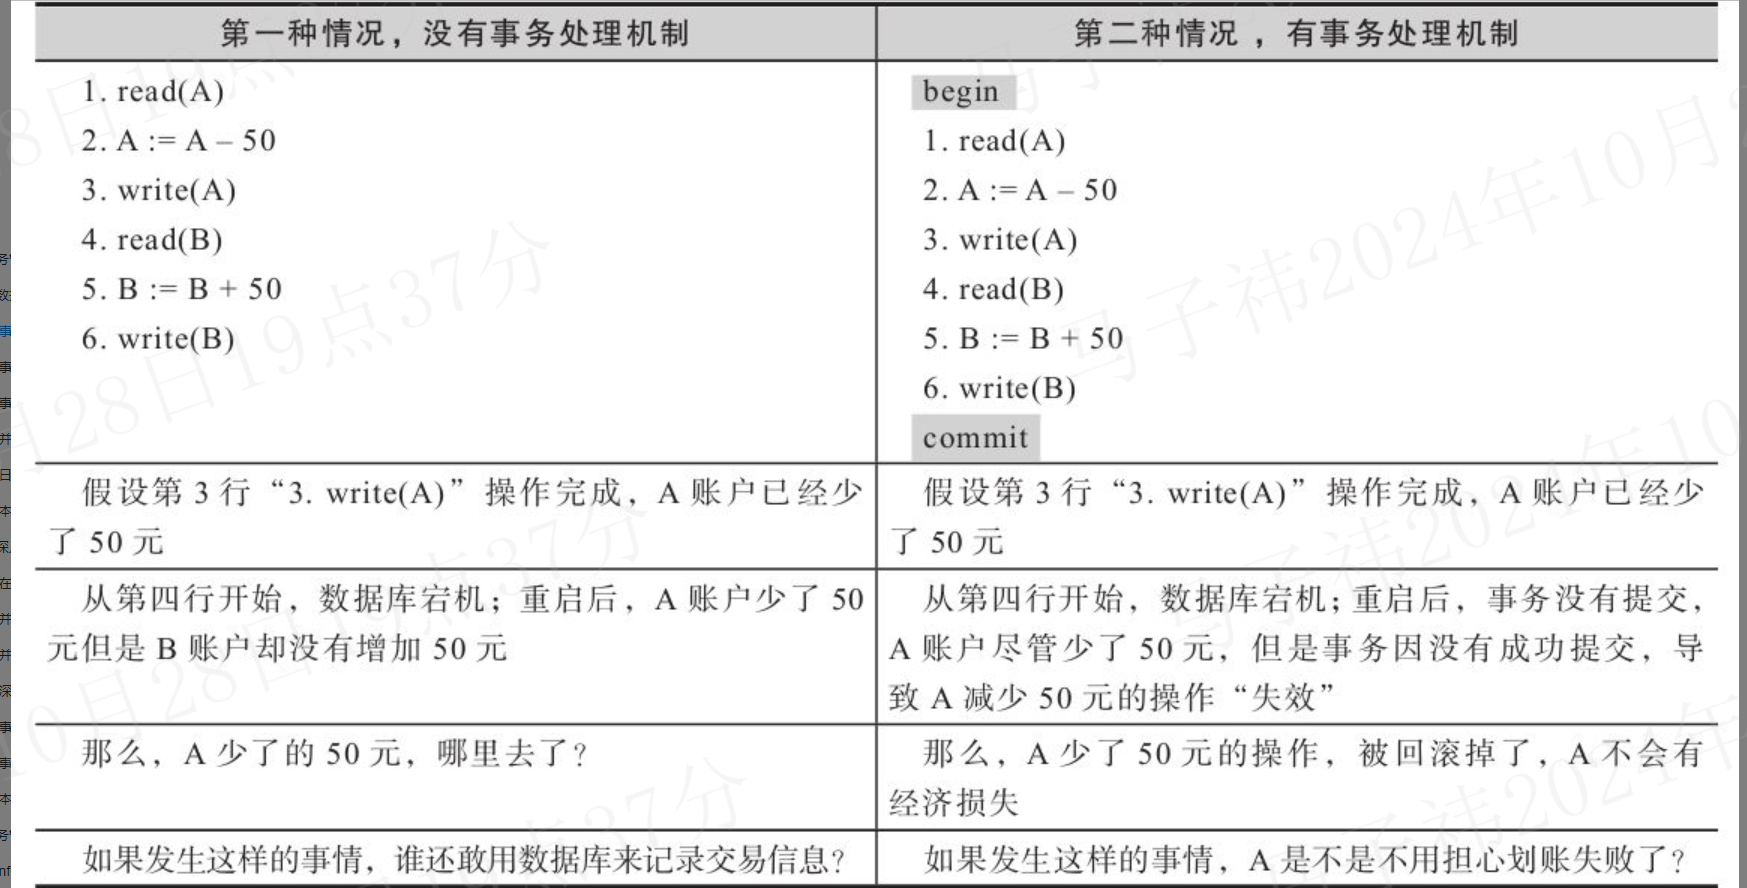 第一种情况，没有事务处理机制
第二种情况，有事务处理机制
1. read(A)
2. A := A – 50
3. write(A)
4. read(B)
5. B := B + 50
6. write(B)
begin
1. read(A)
2. A := A – 50
3. write(A)
4. read(B)
5. B := B + 50
6. write(B)
commit
假设第 3 行“3. write(A)”操作完成，A 账户已经少
了 50 元
假设第 3 行“3. write(A)”操作完成，A 账户已经少
了 50 元
从第四行开始，数据库宕机；重启后，A 账户少了 50
元但是 B 账户却没有增加 50 元
从第四行开始，数据库宕机；重启后，事务没有提交，
A 账户尽管少了 50 元，但是事务因没有成功提交，导
致 A 减少 50 元的操作“失效”
那么，A 少了的 50 元，哪里去了？
那么，A 少了 50 元的操作，被回滚掉了，A 不会有
经济损失
如果发生这样的事情，谁还敢用数据库来记录交易信息？
如果发生这样的事情，A 是不是不用担心划账失败了？